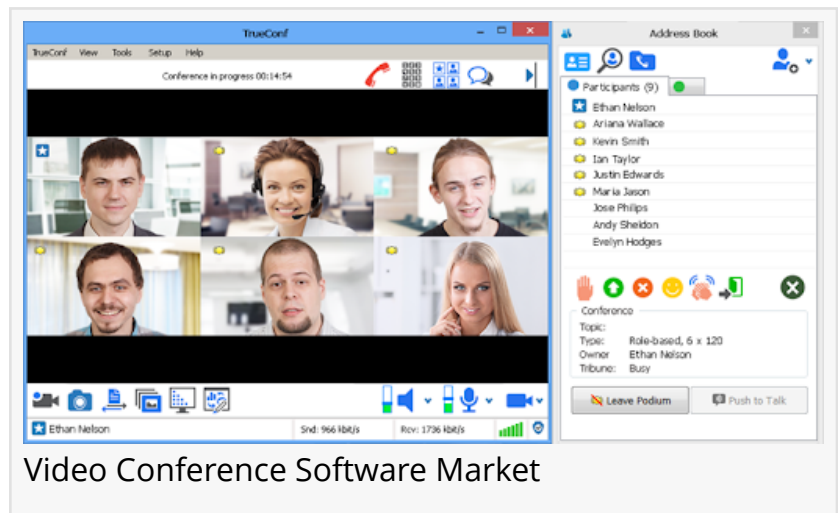 TrueConf
TrueConf View Tools Setup Help
Conference in progress 00:14:54
Ethan Nelson
Snd: 966 kbit/s
Rcv: 1736 kbit/s
Address Book
Participants (9)
Ethan Nelson
Ariana Wallace
Kevin Smith
Ian Taylor
Justin Edwards
Maria Jason
Jose Philips
Andy Sheldon
Evelyn Hodges
Conference
Topic:
Type: Role-based, 6 x 120
Owner Ethan Nelson
Tribune: Busy
Leave Podium
Push to Talk
Video Conference Software Market